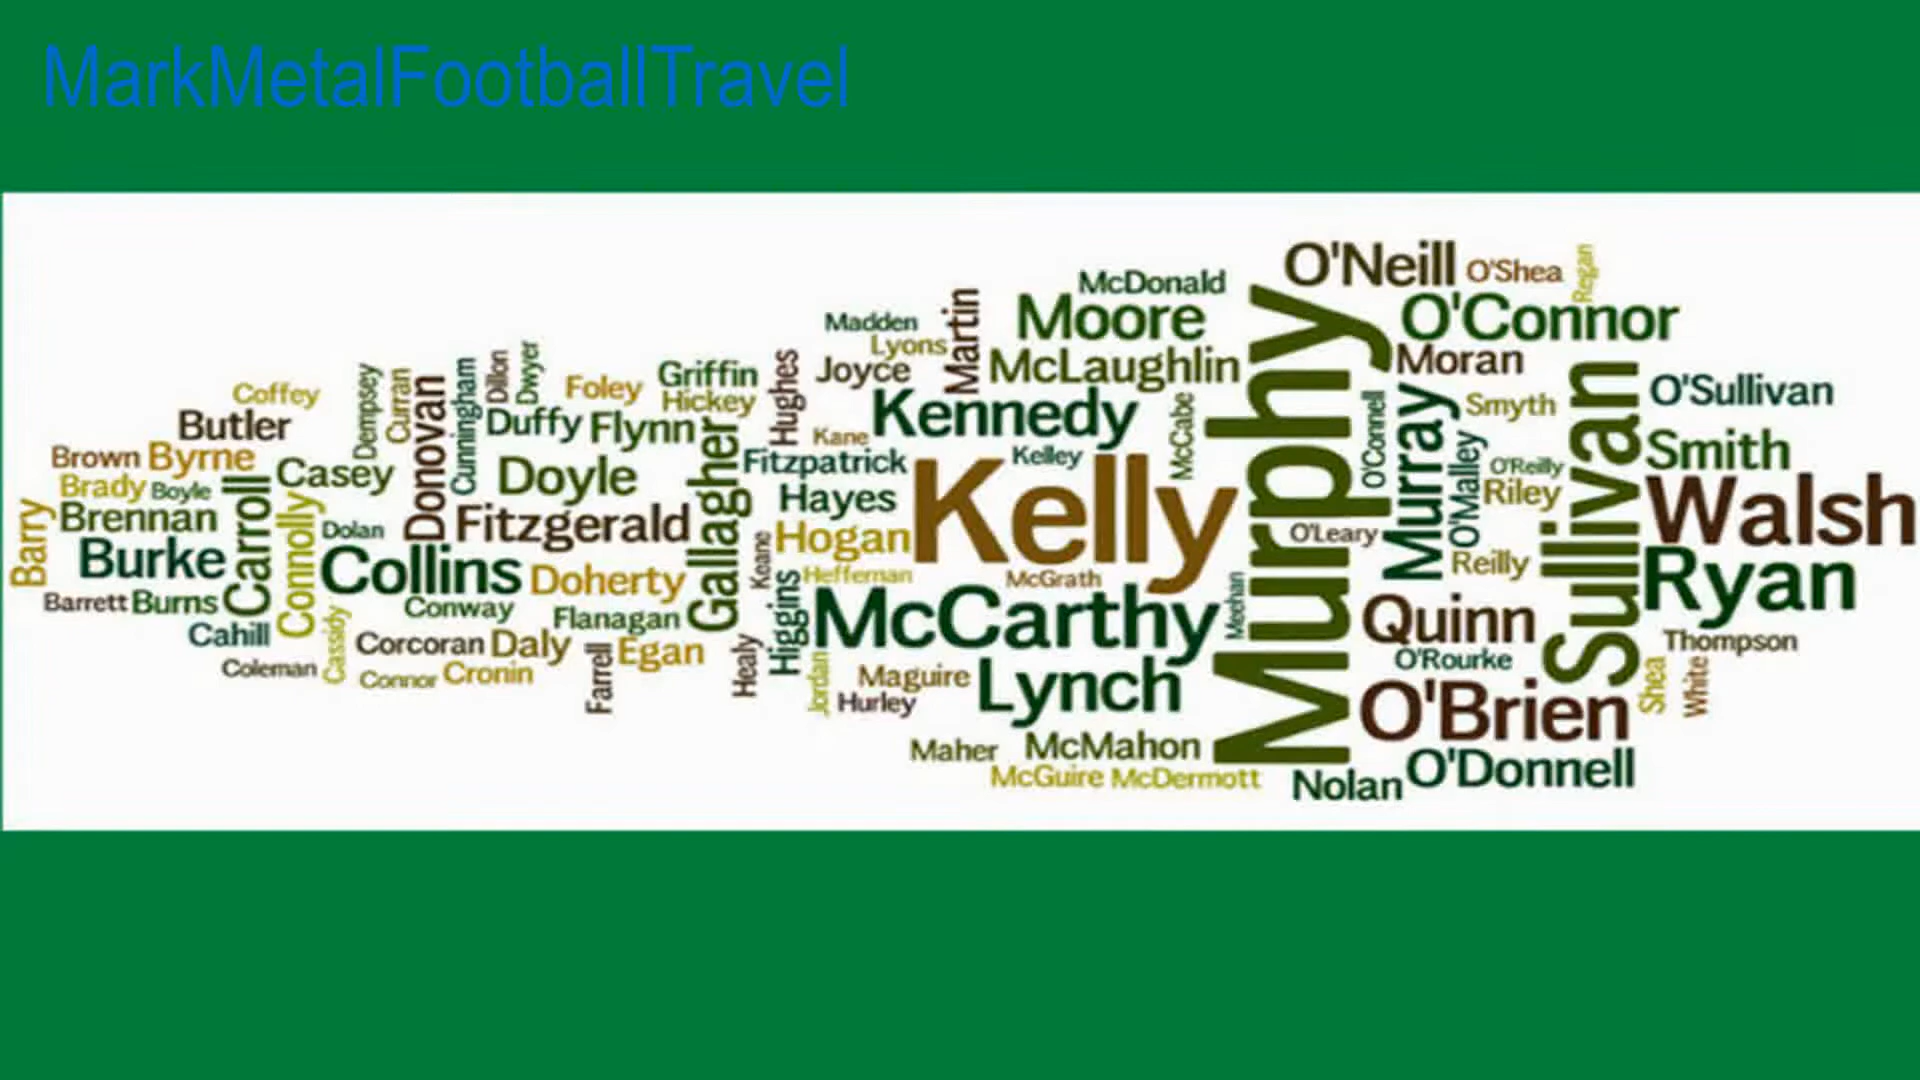 MarkMetalFootballTravel
O'Neill
O'Shea
Regan
McDonald
Moore
O'Connor
Madden
Lyons
Martin
Joyce
McLaughlin
Murphy
Moran
Griffin
Hickey
Hughes
Kennedy
McCabe
O'Connell
Murray
Smyth
Sullivan
O'Sullivan
Coffey
Dempsey
Curran
Donovan
Cunningham
Dillon
Dwyer
Foley
Butler
Duffy
Flynn
Gallagher
Kane
Kelley
O'Malley
O'Reilly
Smith
Brown
Byrne
Casey
Doyle
Fitzpatrick
Kelly
Riley
Walsh
Brady
Boyle
Carroll
Connolly
Hayes
Barry
Brennan
Dolan
Fitzgerald
Hogan
O'Leary
Burke
Collins
Doherty
Keane
Heffernan
McGrath
Reilly
Ryan
Barrett
Burns
Conway
Flanagan
Higgins
McCarthy
Meehan
Quinn
Cahill
Cassidy
Corcoran
Daly
Egan
Thompson
Coleman
Connor
Cronin
Farrell
Healy
Jordan
Maguire
Hurley
Lynch
O'Rourke
O'Brien
Shea
White
Maher
McMahon
McGuire
McDermott
Nolan
O'Donnell